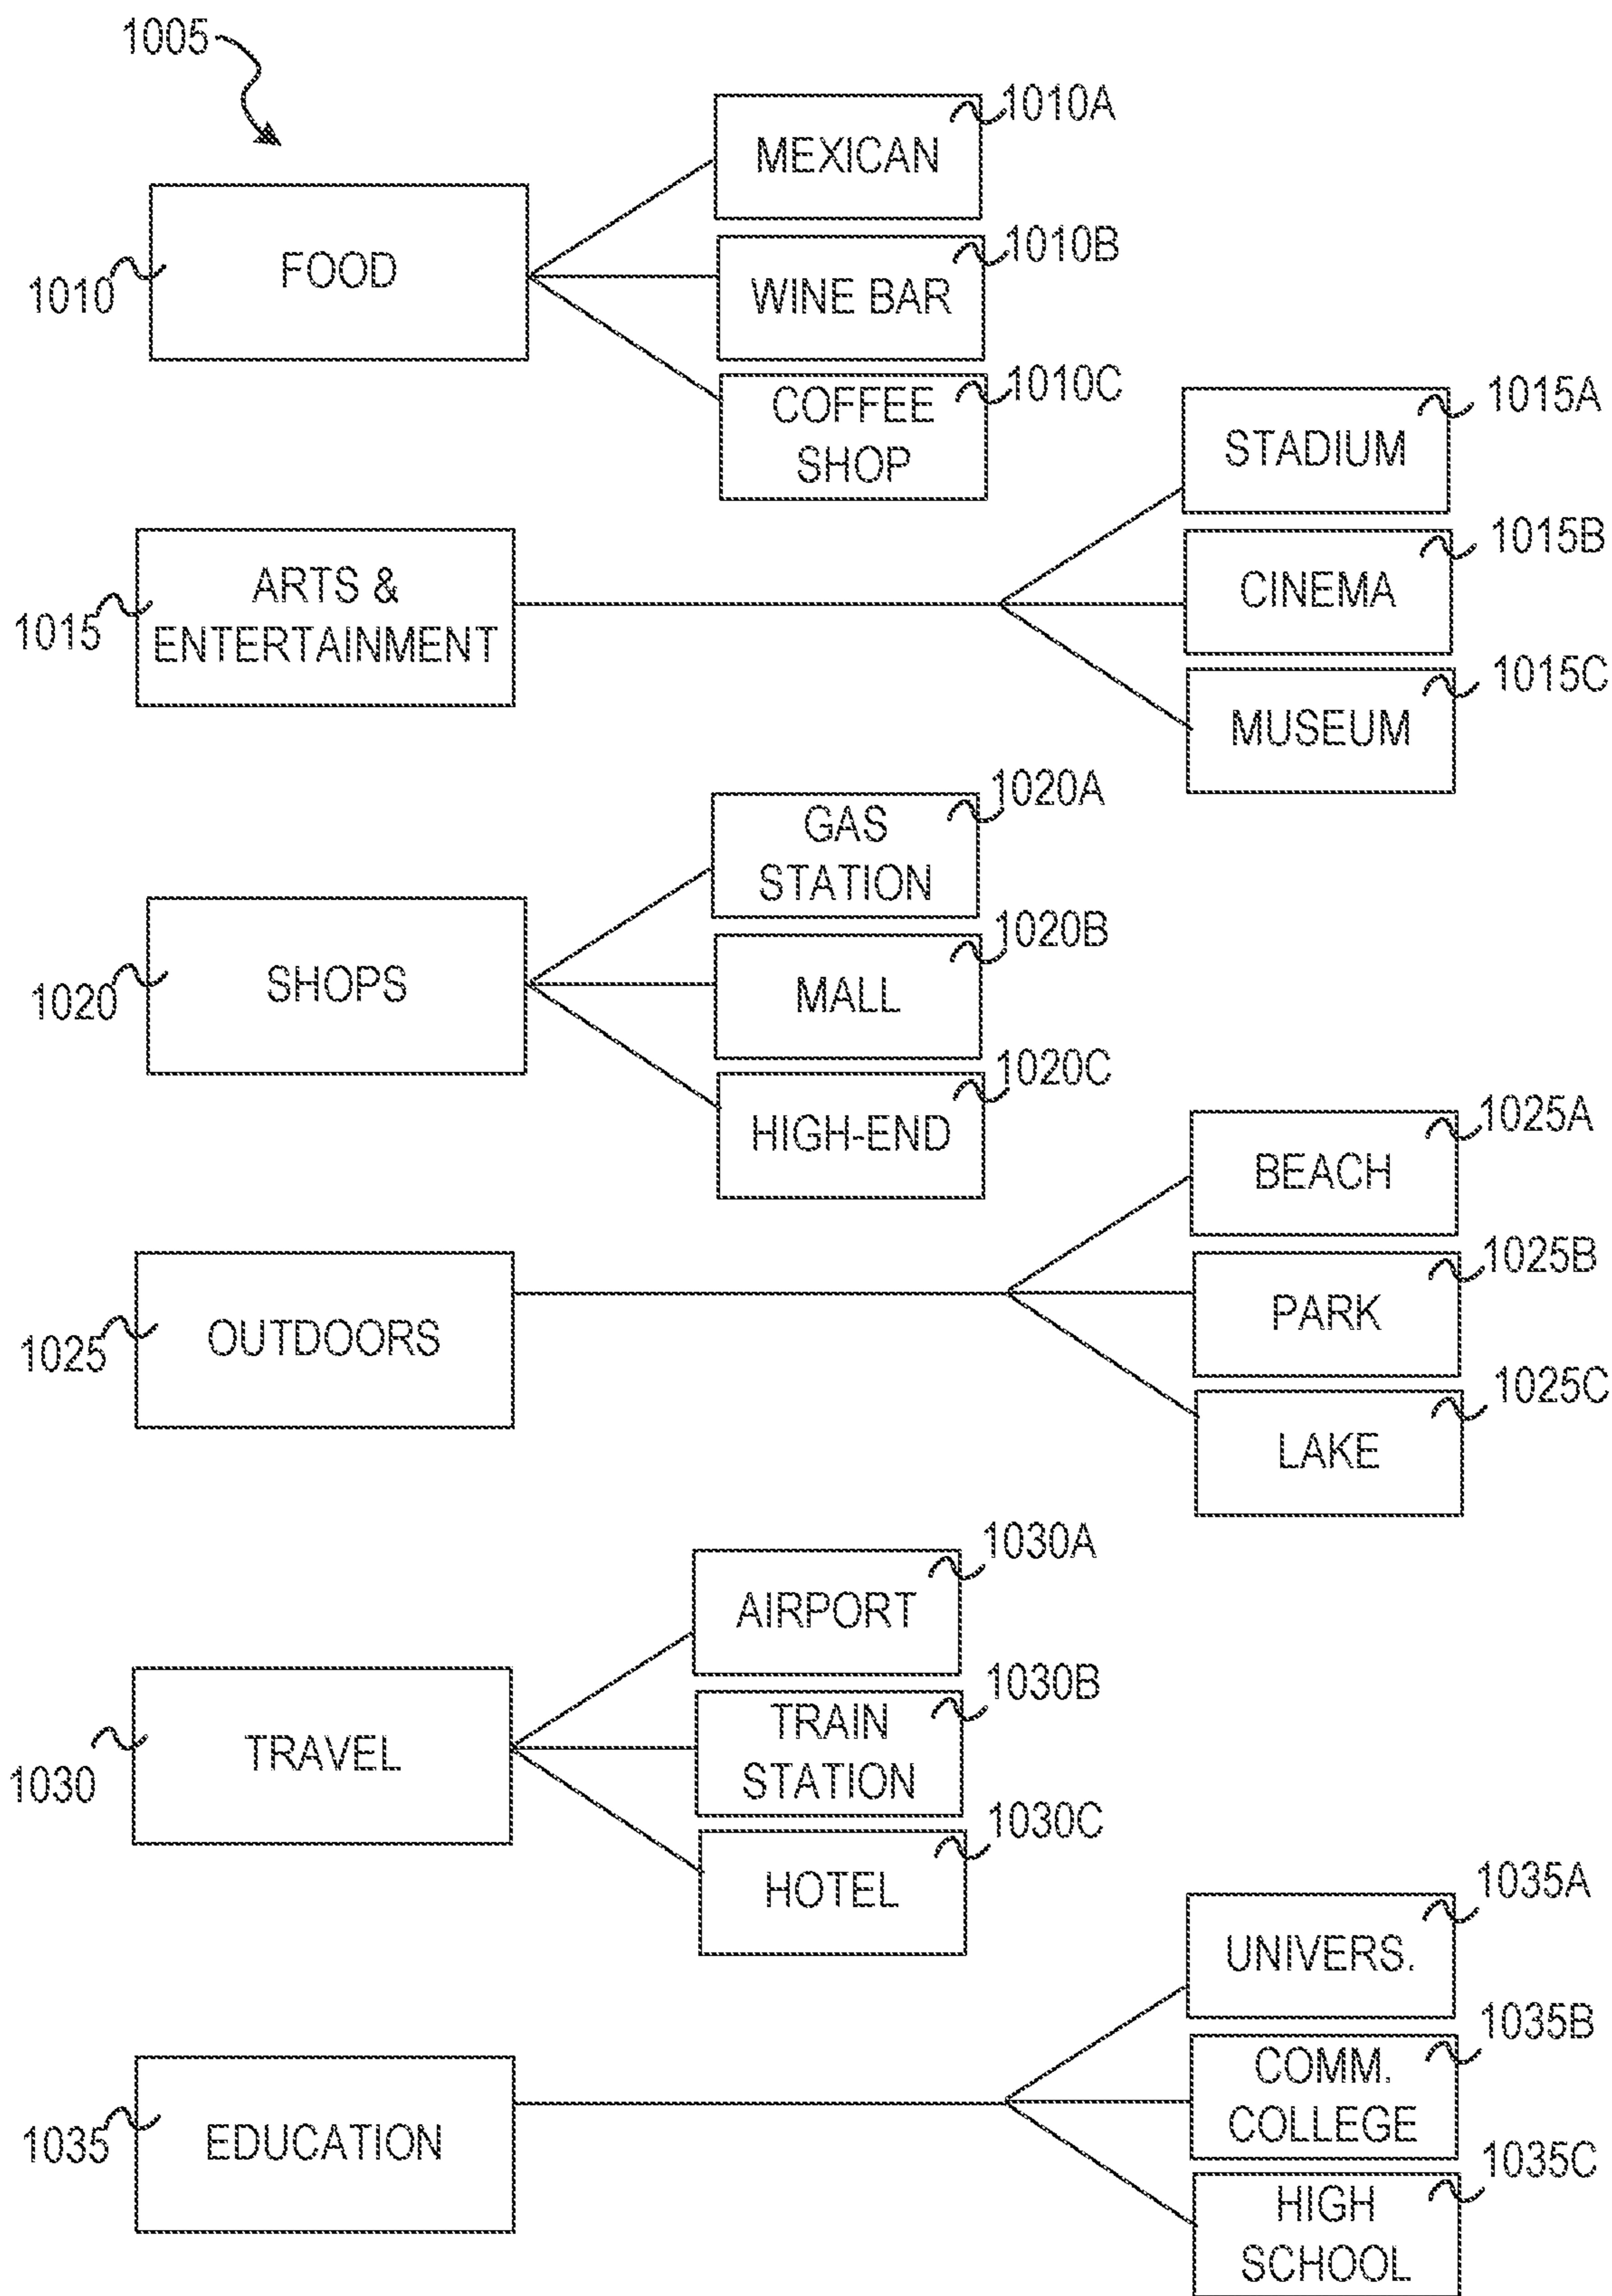 1005
1010A
MEXICAN
1010B
FOOD
1010
WINE BAR
1010C
COFFEE
SHOP
1015A
STADIUM
1015B
ARTS &
ENTERTAINMENT
1015
CINEMA
1015C
MUSEUM
1020A
GAS
STATION
1020B
SHOPS
1020
MALL
1020C
HIGH-END
1025A
BEACH
1025B
OUTDOORS
1025
PARK
1025C
LAKE
1030A
AIRPORT
1030B
TRAIN
STATION
TRAVEL
1030
1030C
HOTEL
1035A
UNIVERS.
1035B
COMM.
COLLEGE
EDUCATION
1035
1035C
HIGH
SCHOOL